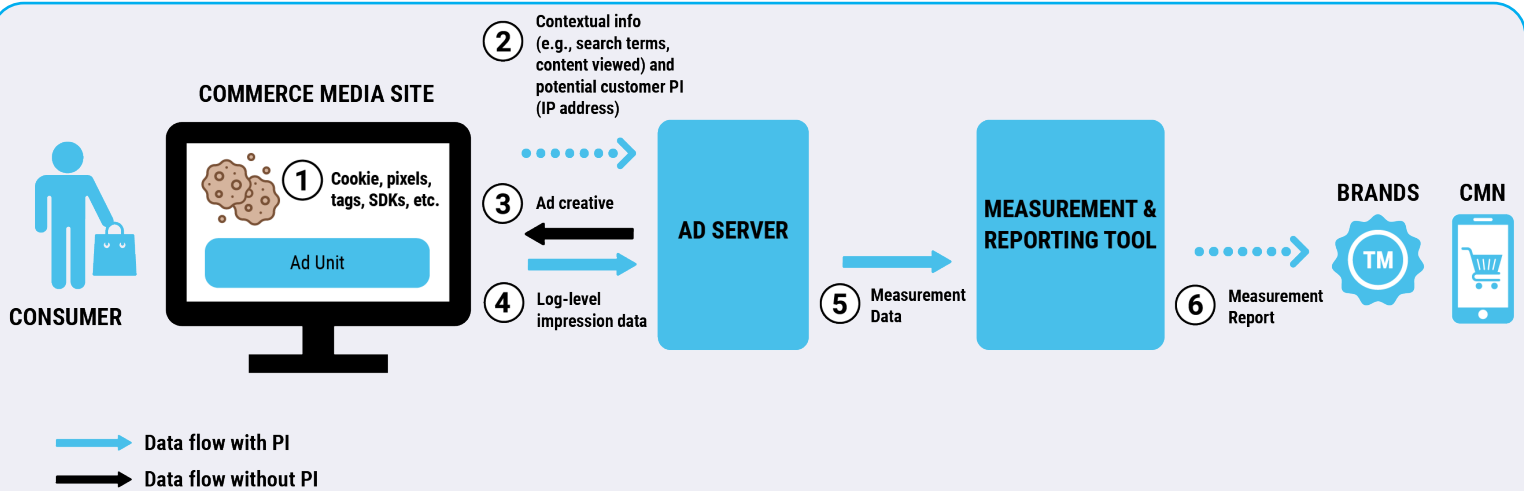 COMMERCE MEDIA SITE
CONSUMER
1
Cookie, pixels,
tags, SDKs, etc.
Ad Unit
2
Contextual info
(e.g., search terms,
content viewed) and
potential customer PI
(IP address)
3
Ad creative
4
Log-level
impression data
AD SERVER
5
Measurement
Data
MEASUREMENT &
REPORTING TOOL
6
Measurement
Report
BRANDS
TM
CMN
Data flow with PI
Data flow without PI